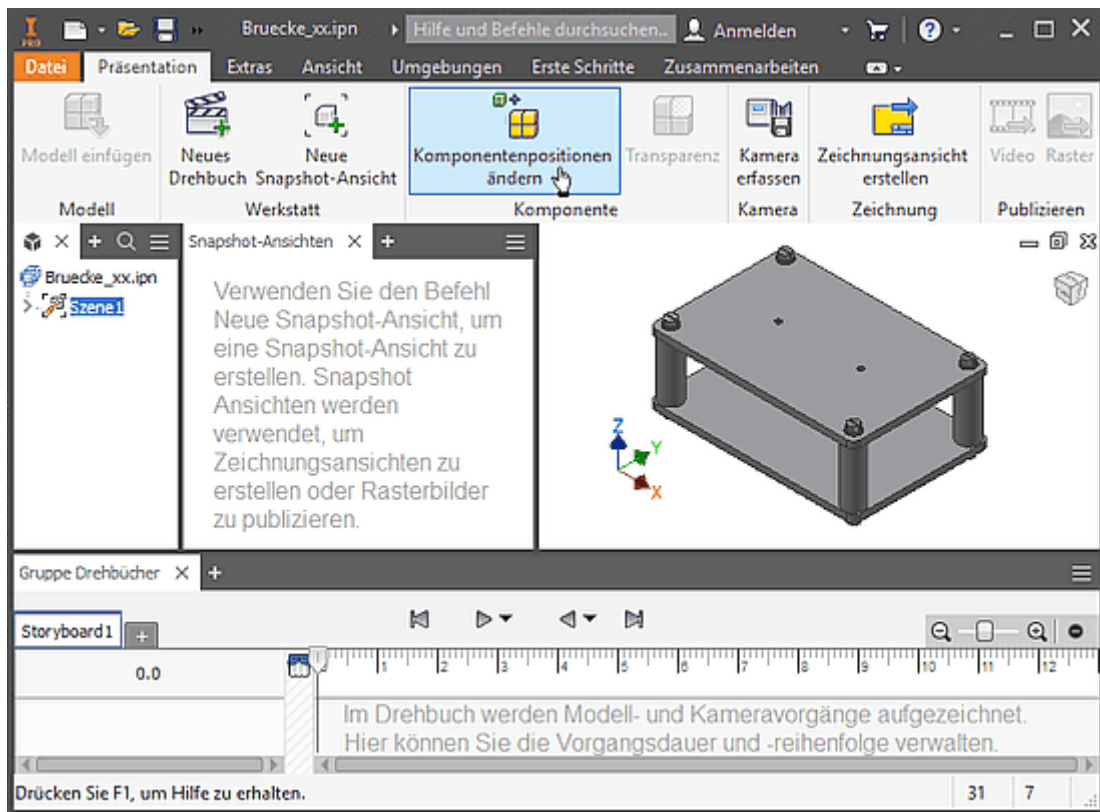 PRO
Bruecke_xx.ipn
Hilfe und Befehle durchsuchen..
Anmelden
Datei
Präsentation
Extras
Ansicht
Umgebungen
Erste Schritte
Zusammenarbeiten
Modell einfügen
Neues
Drehbuch
Neue
Snapshot-Ansicht
Komponentenpositionen
ändern
Transparenz
Kamera
erfassen
Zeichnungsansicht
erstellen
Video
Raster
Modell
Werkstatt
Komponente
Kamera
Zeichnung
Publizieren
Bruecke_xx.ipn
Szene1
Snapshot-Ansichten
Verwenden Sie den Befehl
Neue Snapshot-Ansicht, um
eine Snapshot-Ansicht zu
erstellen. Snapshot
Ansichten werden
verwendet, um
Zeichnungsansichten zu
erstellen oder Rasterbilder
zu publizieren.
Z
Y
X
Gruppe Drehbücher
Storyboard1
0.0
1 2 3 4 5 6 7 8 9 10 11 12
Im Drehbuch werden Modell- und Kameravorgänge aufgezeichnet.
Hier können Sie die Vorgangsdauer und -reihenfolge verwalten.
Drücken Sie F1, um Hilfe zu erhalten.
31 7